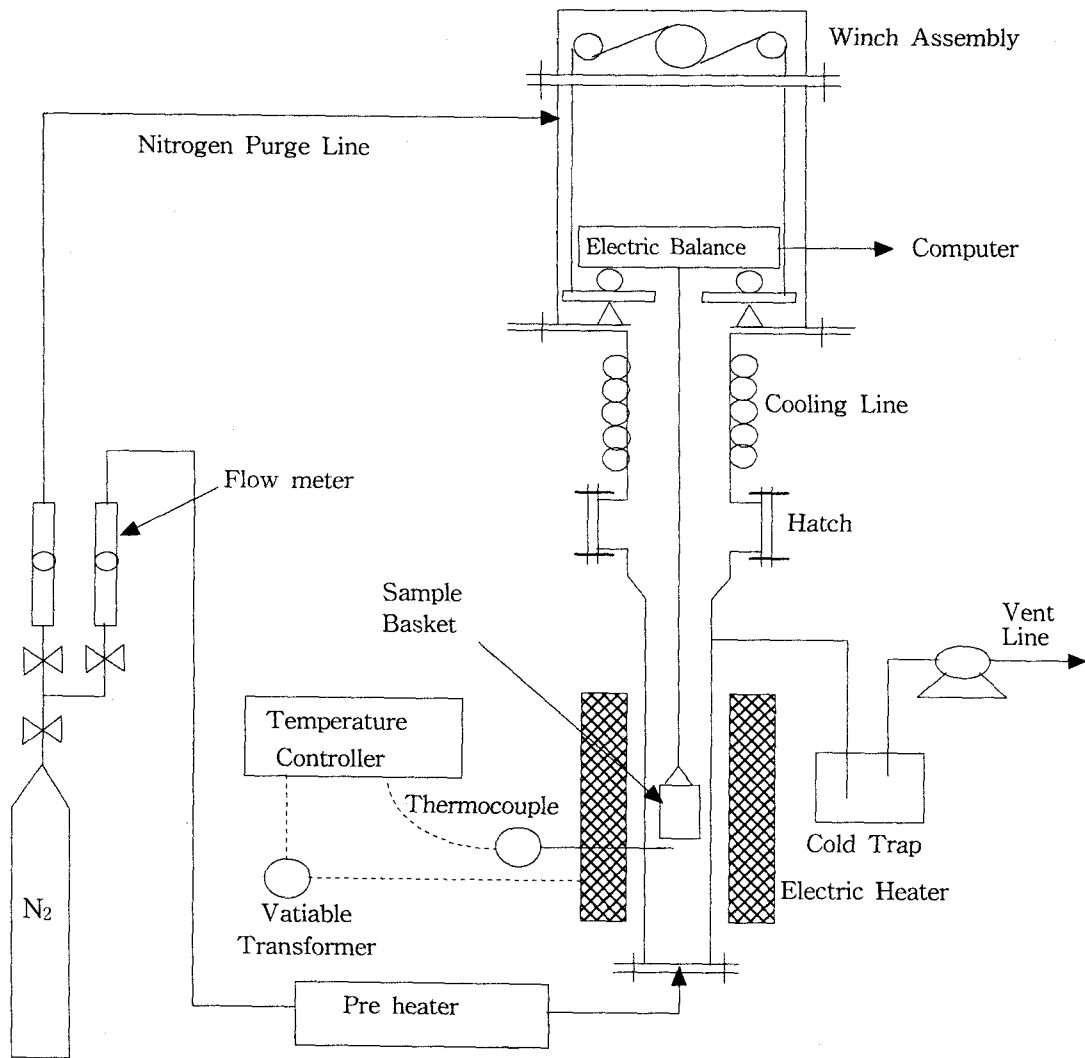 Winch Assembly
Nitrogen Purge Line
Electric Balance
Computer
Cooling Line
Flow meter
Hatch
Sample
Basket
Vent
Line
Temperature
Controller
Thermocouple
Cold Trap
Electric Heater
N₂
Vatiable
Transformer
Pre heater